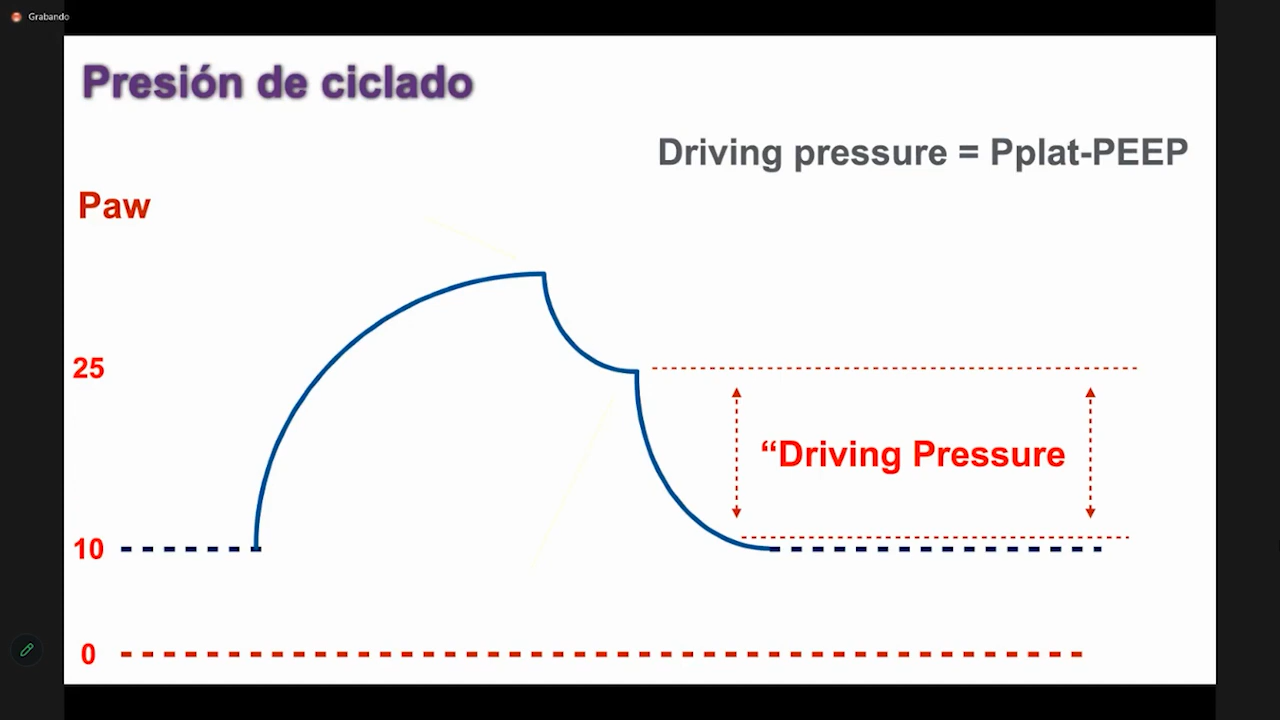 Grabando
Presión de ciclado
Driving pressure = Pplat-PEEP
Paw
25
“Driving Pressure
10
0